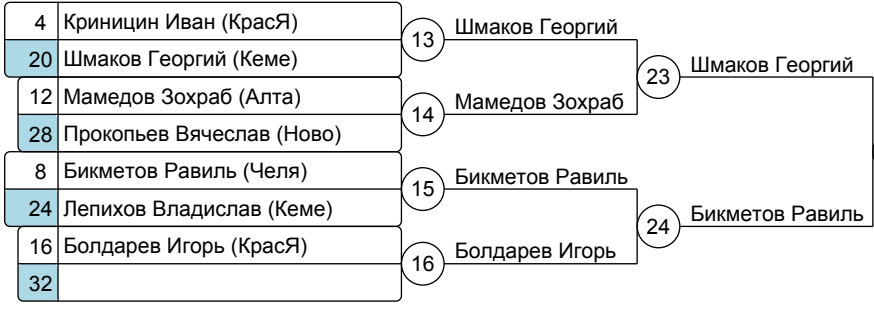 4 Криницин Иван (КрасЯ)
20 Шмаков Георгий (Кеме)
12 Мамедов Зохраб (Алта)
28 Прокопьев Вячеслав (Ново)
8 Бикметов Равиль (Челя)
24 Лепихов Владислав (Кеме)
16 Болдарев Игорь (КрасЯ)
32
13 Шмаков Георгий
14 Мамедов Зохраб
15 Бикметов Равиль
16 Болдарев Игорь
23 Шмаков Георгий
24 Бикметов Равиль